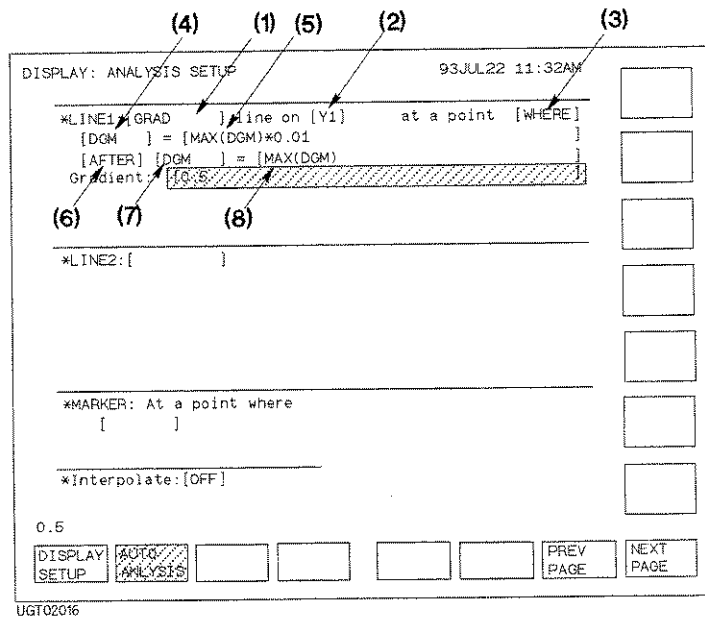 (4) (1) (5) (2) (3)
DISPLAY: ANALYSIS SETUP 93JUL22 11:32AM
*LINE1:[GRAD ] line on [Y1] at a point [WHERE]
[DGM ] = [MAX(DGM)*0.01 ]
[AFTER] [DGM ] = [MAX(DGM) ]
Gradient: [0.5 ]
(6) (7) (8)
*LINE2:[ ]
*MARKER: At a point where
[ ]
*Interpolate:[OFF]
0.5
DISPLAY SETUP AUTO ANLYSIS PREV PAGE NEXT PAGE
UGT02016